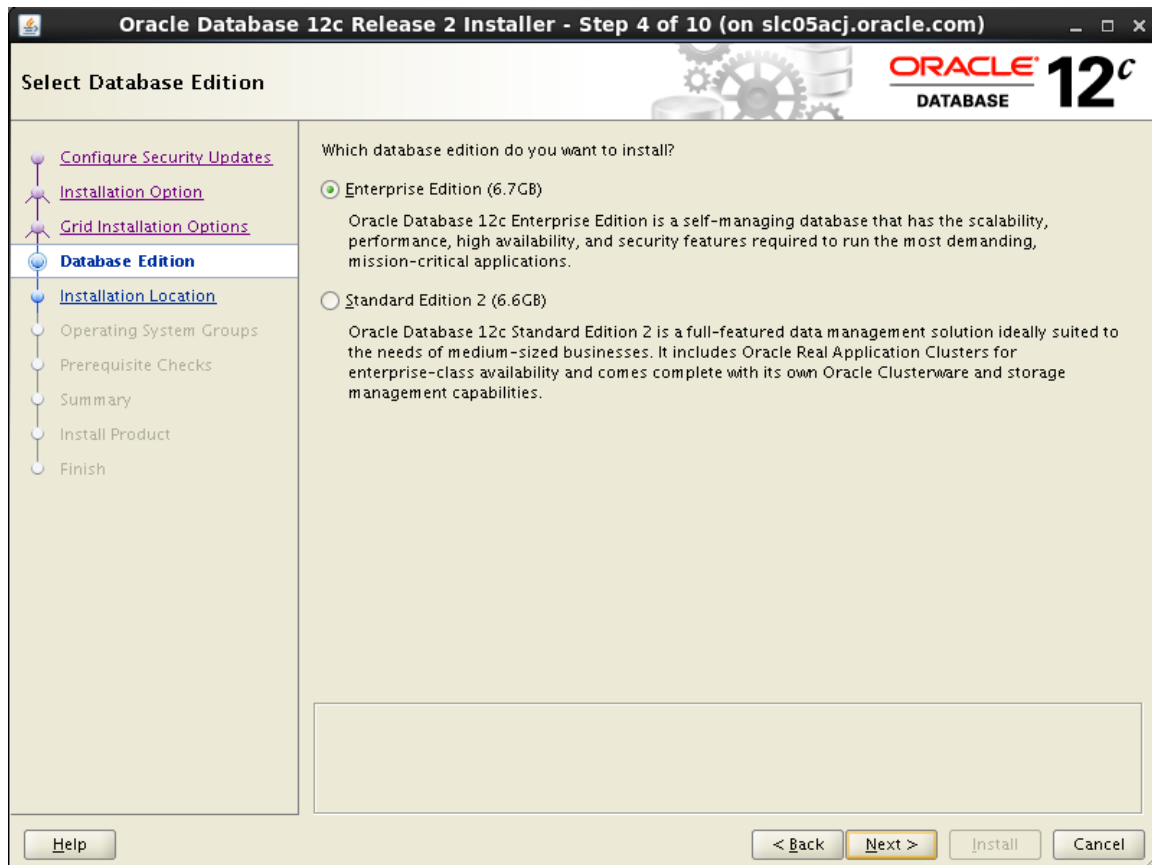 Oracle Database 12c Release 2 Installer - Step 4 of 10 (on slc05acj.oracle.com)
Select Database Edition
ORACLE
DATABASE
12c
Configure Security Updates
Installation Option
Grid Installation Options
Database Edition
Installation Location
Operating System Groups
Prerequisite Checks
Summary
Install Product
Finish
Which database edition do you want to install?
Enterprise Edition (6.7GB)
Oracle Database 12c Enterprise Edition is a self-managing database that has the scalability,
performance, high availability, and security features required to run the most demanding,
mission-critical applications.
Standard Edition 2 (6.6GB)
Oracle Database 12c Standard Edition 2 is a full-featured data management solution ideally suited to
the needs of medium-sized businesses. It includes Oracle Real Application Clusters for
enterprise-class availability and comes complete with its own Oracle Clusterware and storage
management capabilities.
Help
< Back
Next >
Install
Cancel